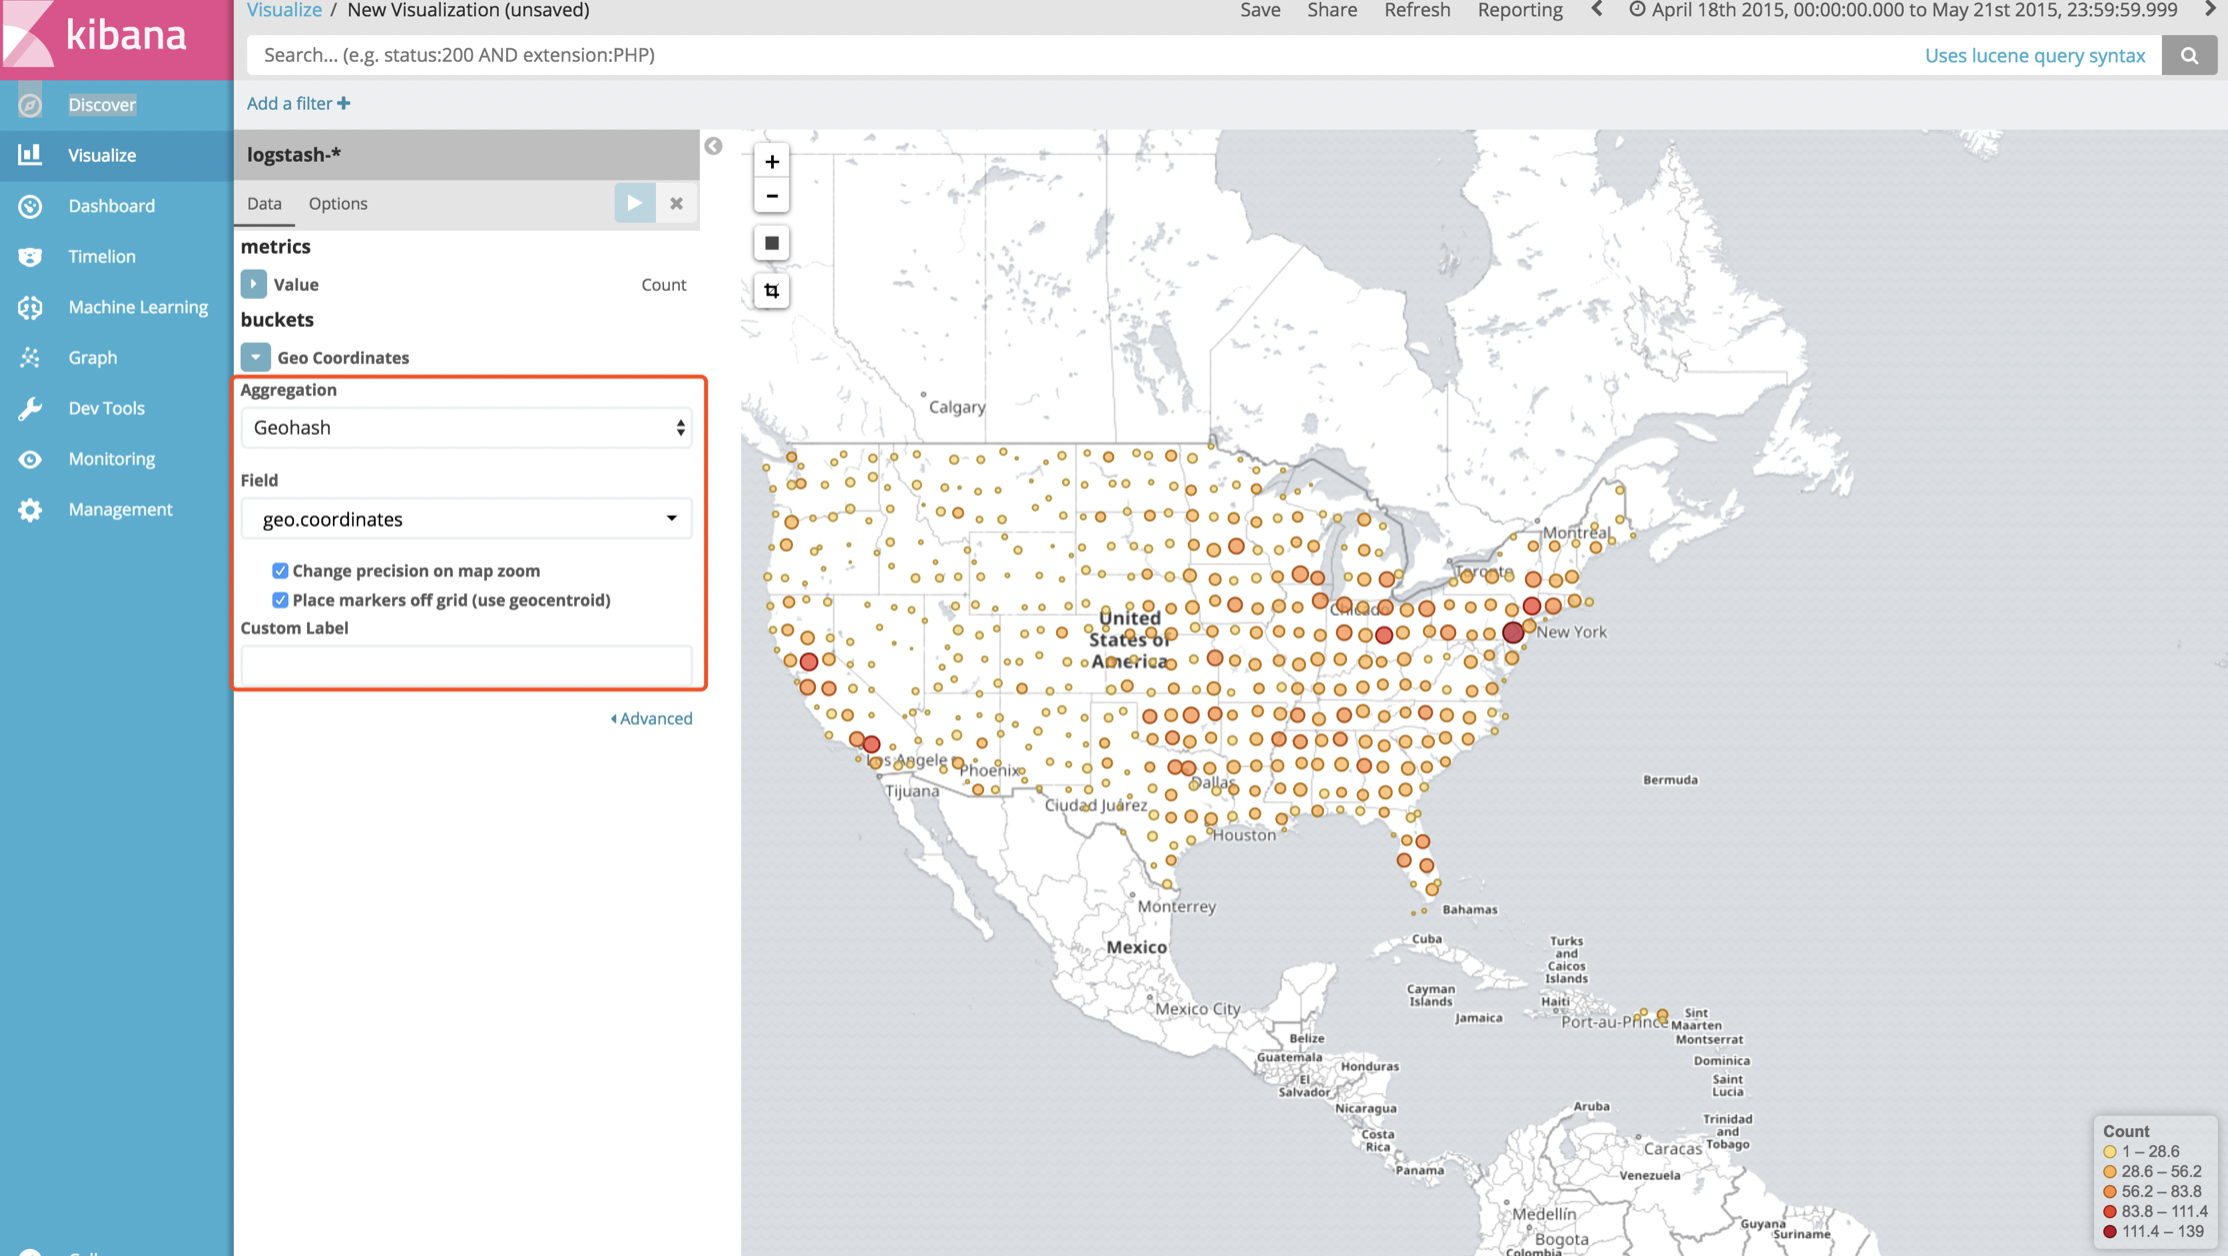 kibana
Visualize / New Visualization (unsaved)
Save Share Refresh Reporting April 18th 2015, 00:00:00.000 to May 21st 2015, 23:59:59.999
Search... (e.g. status:200 AND extension:PHP)
Uses lucene query syntax
Add a filter +
Discover
Visualize
Dashboard
Timelion
Machine Learning
Graph
Dev Tools
Monitoring
Management
logstash-*
Data Options
metrics
Value Count
buckets
Geo Coordinates
Aggregation
Geohash
Field
geo.coordinates
Change precision on map zoom
Place markers off grid (use geocentroid)
Custom Label
Advanced
+
−
Calgary
Montreal
Toronto
Chicago
New York
United
States of
America
Los Angeles
Phoenix
Tijuana
Ciudad Juárez
Dallas
Houston
Bermuda
Monterrey
Bahamas
Mexico
Cuba
Turks
and
Caicos
Islands
Cayman
Islands
Haiti
Mexico City
Jamaica
Port-au-Prince
Sint
Maarten
Montserrat
Belize
Guatemala
Honduras
Dominica
El
Salvador
Saint
Lucia
Nicaragua
Aruba
Trinidad
and
Tobago
Costa
Rica
Caracas
Panama
Venezuela
Medellín
Guyana
Suriname
Bogota
Colombia
Count
1 – 28.6
28.6 – 56.2
56.2 – 83.8
83.8 – 111.4
111.4 – 139